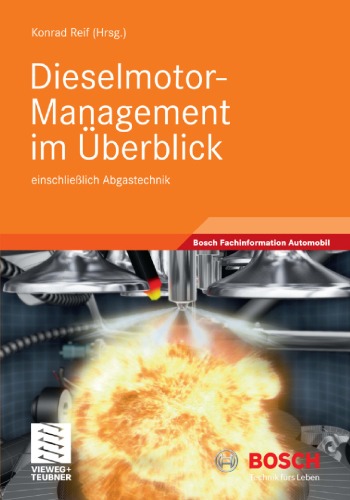 Konrad Reif (Hrsg.)
Dieselmotor-
Management
im Überblick
einschließlich Abgastechnik
Bosch Fachinformation Automobil
VIEWEG+
TEUBNER
BOSCH
Technik fürs Leben